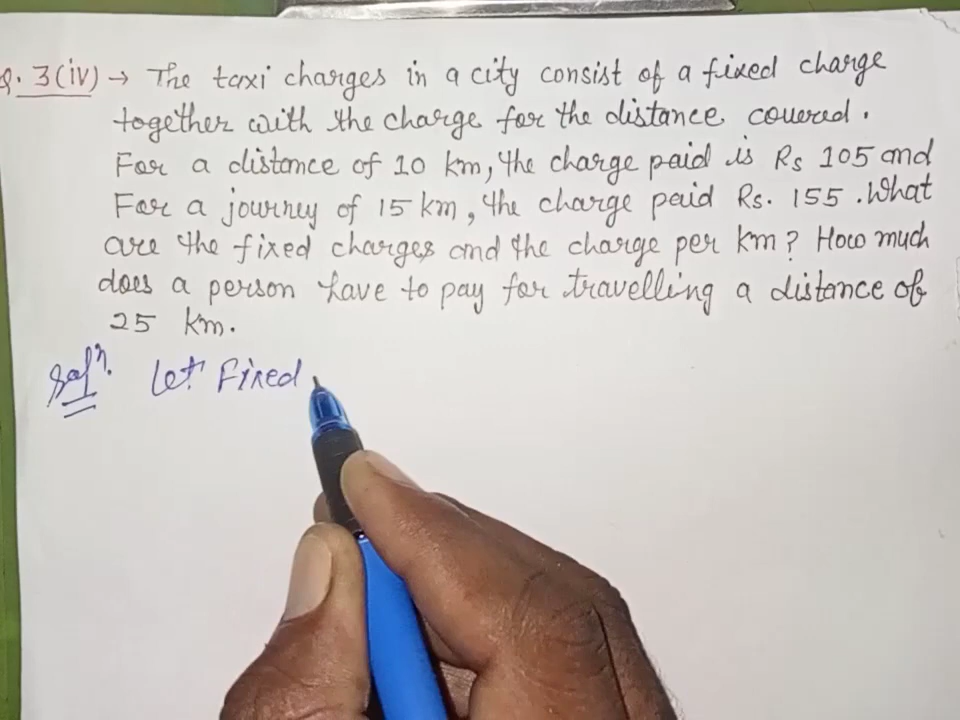 Q. 3(iv) → The taxi charges in a city consist of a fixed charge
together with the charge for the distance covered.
For a distance of 10 km, the charge paid is Rs 105 and
For a journey of 15 km, the charge paid Rs. 155. What
are the fixed charges and the charge per km? How much
does a person have to pay for travelling a distance of
25 km.
Solⁿ. Let Fixed